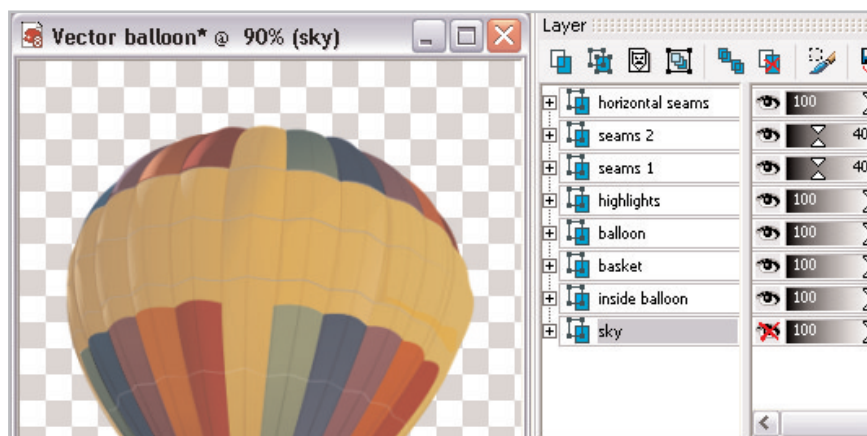 Vector balloon* @ 90% (sky)
Layer
horizontal seams 100
seams 2 40
seams 1 40
highlights 100
balloon 100
basket 100
inside balloon 100
sky 100